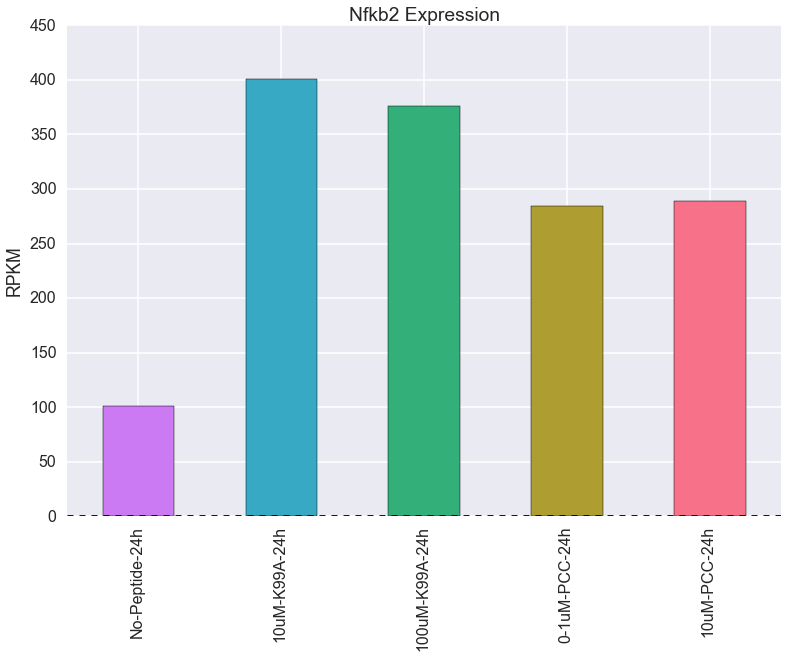 Nfkb2 Expression
450
400
350
300
250
200
150
100
50
0
RPKM
No-Peptide-24h
10uM-K99A-24h
100uM-K99A-24h
0-1uM-PCC-24h
10uM-PCC-24h